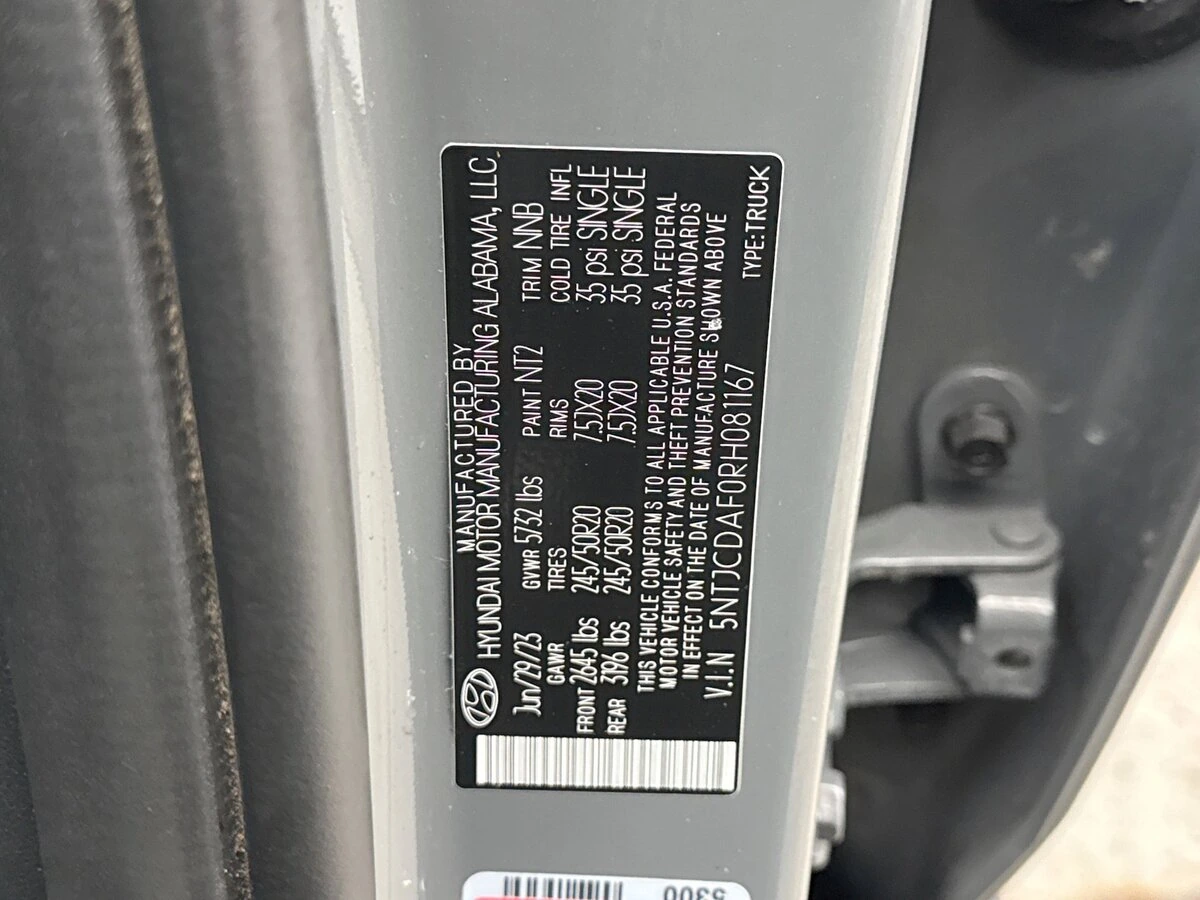 MANUFACTURED BY
HYUNDAI MOTOR MANUFACTURING ALABAMA, LLC.
Jun/29/23 GVWR 5732 lbs PAINT NT2 TRIM NNB
GAWR TIRES RIMS COLD TIRE INFL
FRONT 2645 lbs 245/50R20 7.5JX20 35 psi SINGLE
REAR 3196 lbs 245/50R20 7.5JX20 35 psi SINGLE
THIS VEHICLE CONFORMS TO ALL APPLICABLE U.S.A. FEDERAL
MOTOR VEHICLE SAFETY AND THEFT PREVENTION STANDARDS
IN EFFECT ON THE DATE OF MANUFACTURE SHOWN ABOVE
V.I.N 5NTJCDAF0RH081167 TYPE:TRUCK
5300